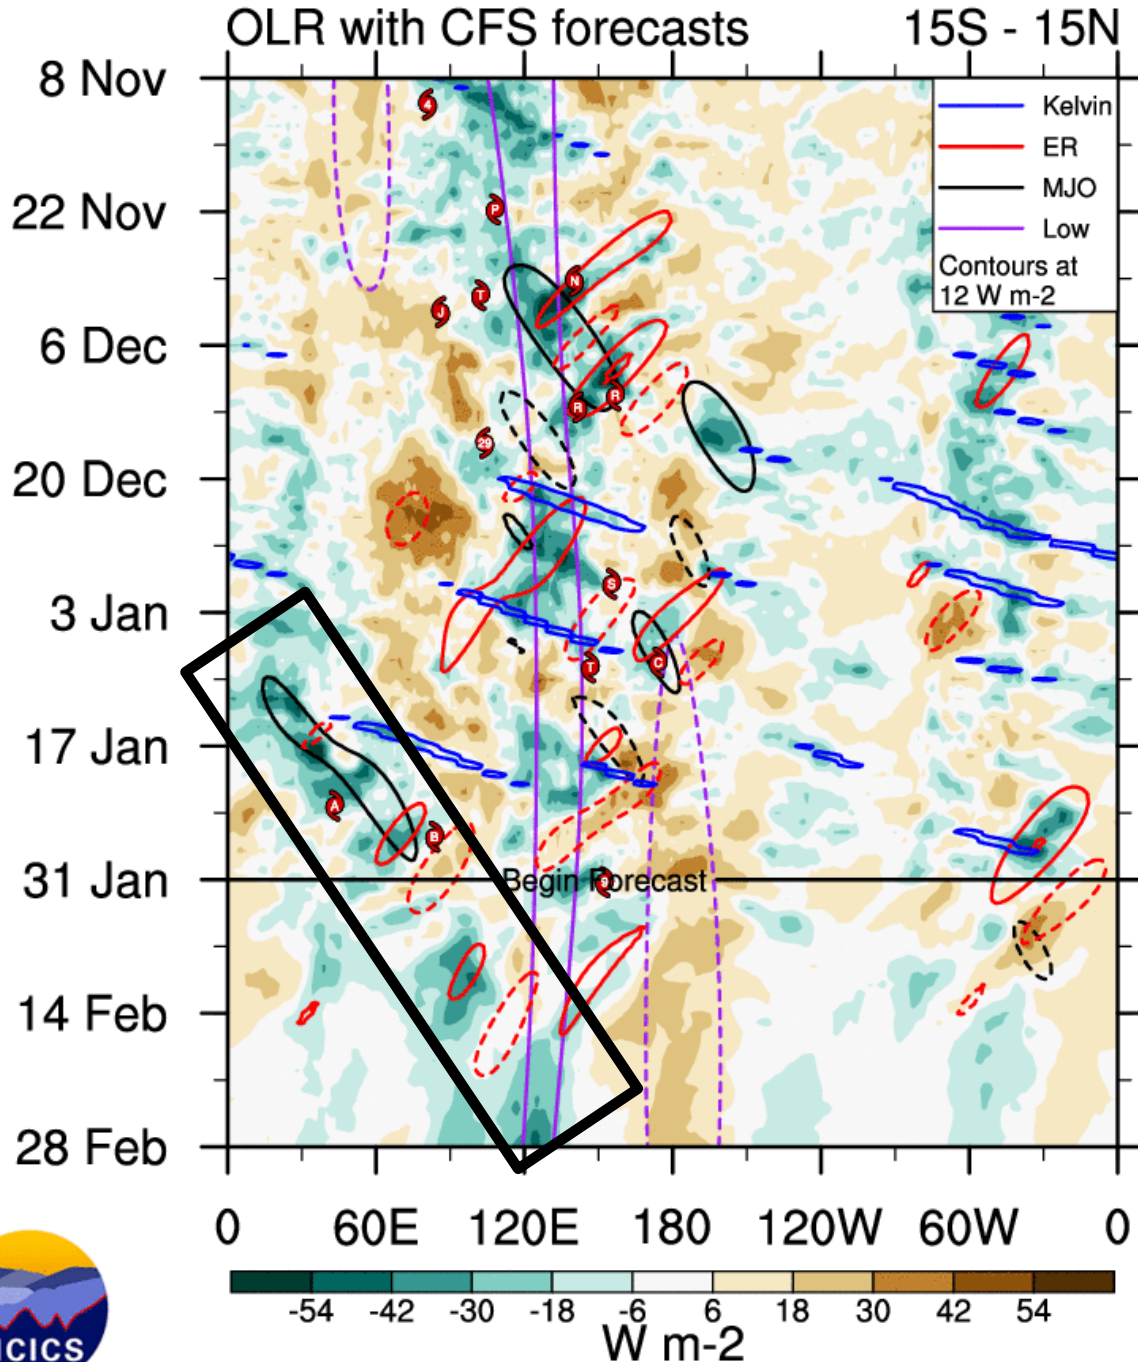 OLR with CFS forecasts 15S - 15N
8 Nov
22 Nov
6 Dec
20 Dec
3 Jan
17 Jan
31 Jan
14 Feb
28 Feb
Kelvin
ER
MJO
Low
Contours at
12 W m-2
4
P
N
T
J
R
R
29
S
T
C
A
B
Begin Forecast
0 60E 120E 180 120W 60W 0
-54 -42 -30 -18 -6 6 18 30 42 54
W m-2
CICS